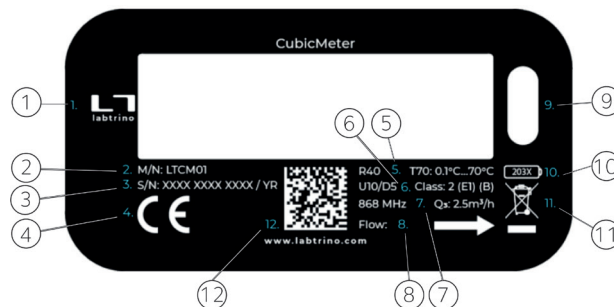 CubicMeter
1
1.
labtrino
9.
9
6
5
2
2. M/N: LTCM01
R40
5.
T70: 0.1°C...70°C
203X
10.
10
3
3. S/N: XXXX XXXX XXXX / YR
U10/D5
6.
Class: 2 (E1) (B)
4
4.
CE
868 MHz
7.
Q3: 2.5m³/h
11.
11
12.
Flow:
8.
www.labtrino.com
12
8
7